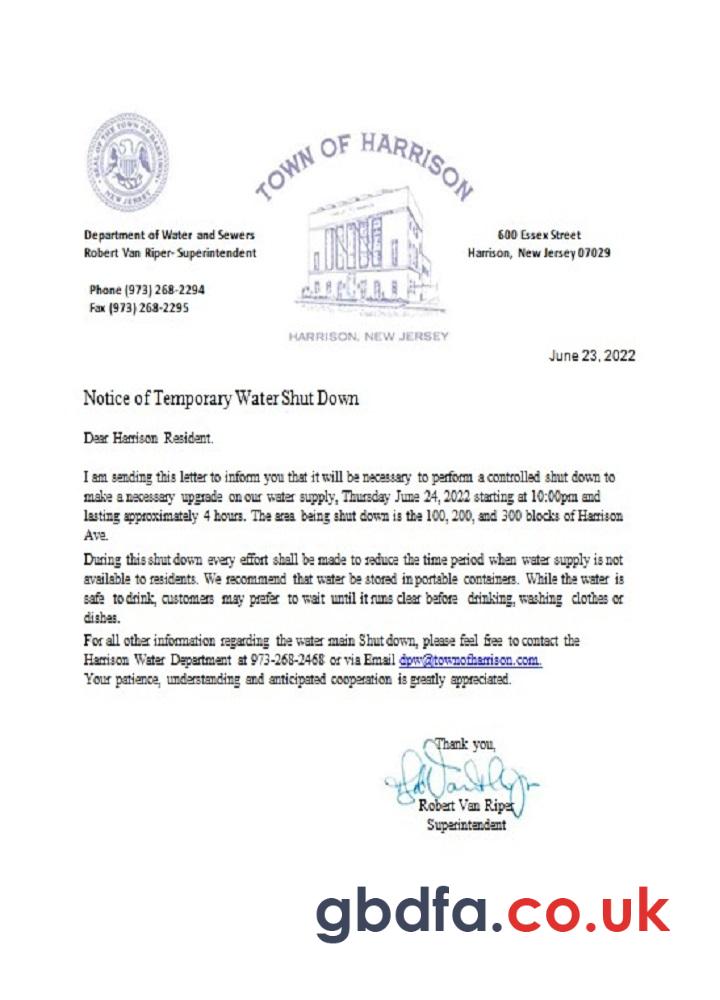 SEAL OF THE TOWN OF HARRISON
NEW JERSEY
TOWN OF HARRISON
Department of Water and Sewers
Robert Van Riper- Superintendent
600 Essex Street
Harrison, New Jersey 07029
Phone (973) 268-2294
Fax (973) 268-2295
HARRISON, NEW JERSEY
June 23, 2022
Notice of Temporary Water Shut Down
Dear Harrison Resident.
I am sending this letter to inform you that it will be necessary to perform a controlled shut down to
make a necessary upgrade on our water supply, Thursday June 24, 2022 starting at 10:00pm and
lasting approximately 4 hours. The area being shut down is the 100, 200, and 300 blocks of Harrison
Ave.
During this shut down every effort shall be made to reduce the time period when water supply is not
available to residents. We recommend that water be stored in portable containers. While the water is
safe to drink, customers may prefer to wait until it runs clear before drinking, washing clothes or
dishes.
For all other information regarding the water main Shut down, please feel free to contact the
Harrison Water Department at 973-268-2468 or via Email dpw@townofharrison.com.
Your patience, understanding and anticipated cooperation is greatly appreciated.
Thank you,
Robert Van Riper
Superintendent
gbdfa.co.uk